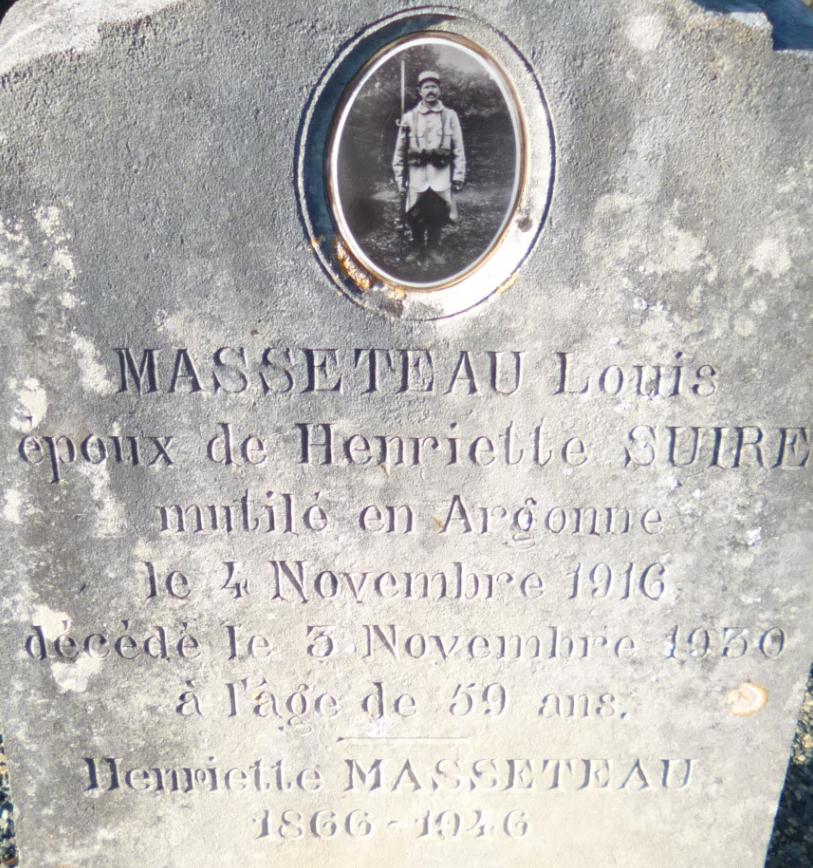 MASSETEAU Louis
époux de Henriette SUIRE
mutilé en Argonne
le 4 Novembre 1916
décédé le 3 Novembre 1930
à l'âge de 59 ans.
Henriette MASSETEAU
1866-1946